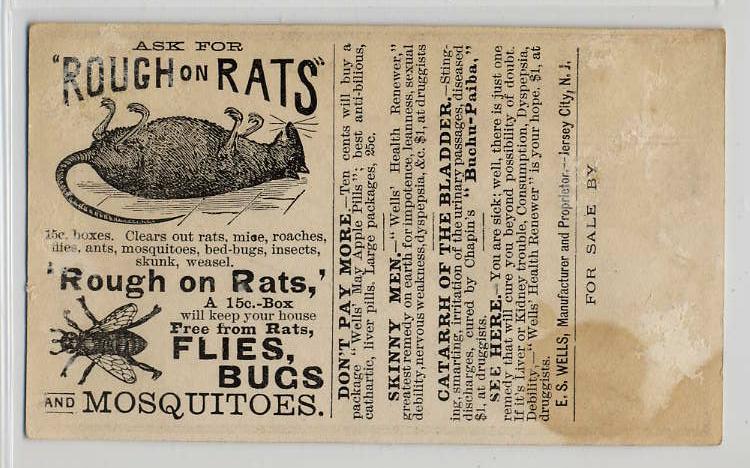 ASK FOR
"ROUGH ON RATS"
15c. boxes. Clears out rats, mice, roaches,
flies. ants, mosquitoes, bed-bugs, insects,
skunk, weasel.
'Rough on Rats,'
A 15c.-Box
will keep your house
Free from Rats,
FLIES,
BUGS
AND MOSQUITOES.
DON'T PAY MORE.—Ten cents will buy a
package "Wells' May Apple Pills"; best anti-bilious,
cathartic, liver pills. Large packages, 25c,
SKINNY MEN.—"Wells' Health Renewer,"
greatest remedy on earth for impotence, leanness, sexual
debility, nervous weakness, dyspepsia, &c. $1, at druggists
CATARRH OF THE BLADDER.—Sting-
ing, smarting, irritation of the urinary passages, diseased
discharges, cured by Chapin's "Buchu-Paiba,"
$1, at druggists.
SEE HERE.—You are sick; well, there is just one
remedy that will cure you beyond possibility of doubt.
If it's Liver or Kidney trouble, Consumption, Dyspepsia,
Debility,—"Wells' Health Renewer" is your hope. $1, at
druggists.
E. S. WELLS, Manufacturer and Proprietor.—Jersey City, N. J.
FOR SALE BY